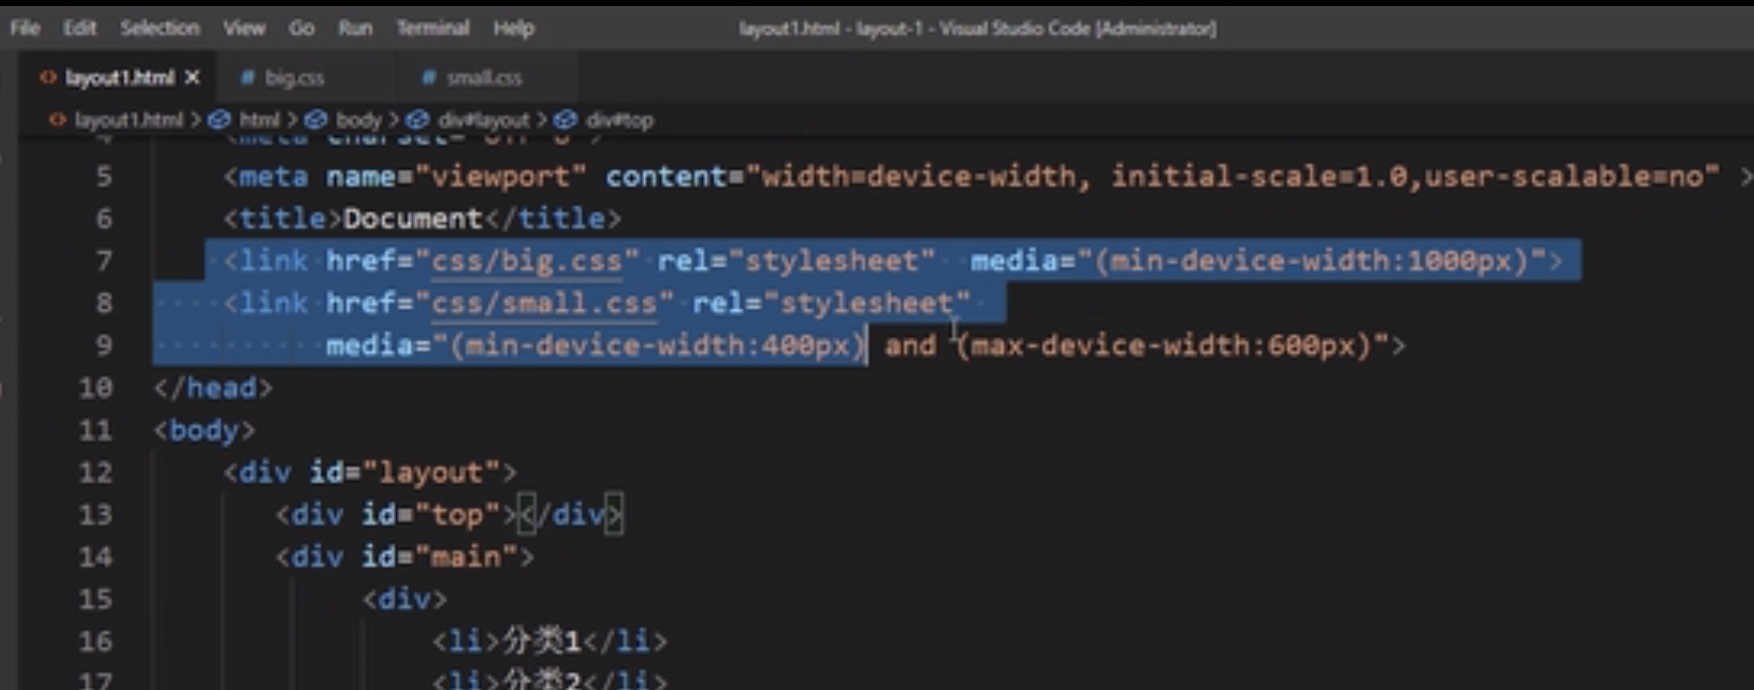 File Edit Selection View Go Run Terminal Help layout1.html - layout-1 - Visual Studio Code [Administrator]
layout1.html × # big.css # small.css
layout1.html > html > body > div#layout > div#top
4 <meta charset="utf-8">
5 <meta name="viewport" content="width=device-width, initial-scale=1.0,user-scalable=no" >
6 <title>Document</title>
7 <link href="css/big.css" rel="stylesheet" media="(min-device-width:1000px)">
8 <link href="css/small.css" rel="stylesheet"
9 media="(min-device-width:400px) and (max-device-width:600px)">
10 </head>
11 <body>
12 <div id="layout">
13 <div id="top"></div>
14 <div id="main">
15 <div>
16 <li>分类1</li>
17 <li>分类2</li>